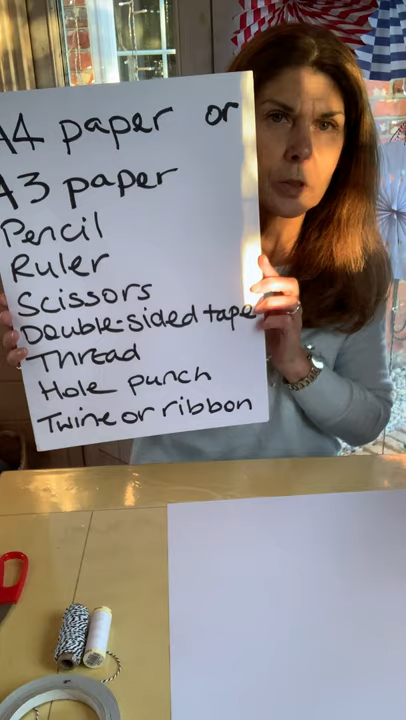 A4 paper or
A3 paper
Pencil
Ruler
Scissors
Double-sided tape
Thread
Hole punch
Twine or ribbon